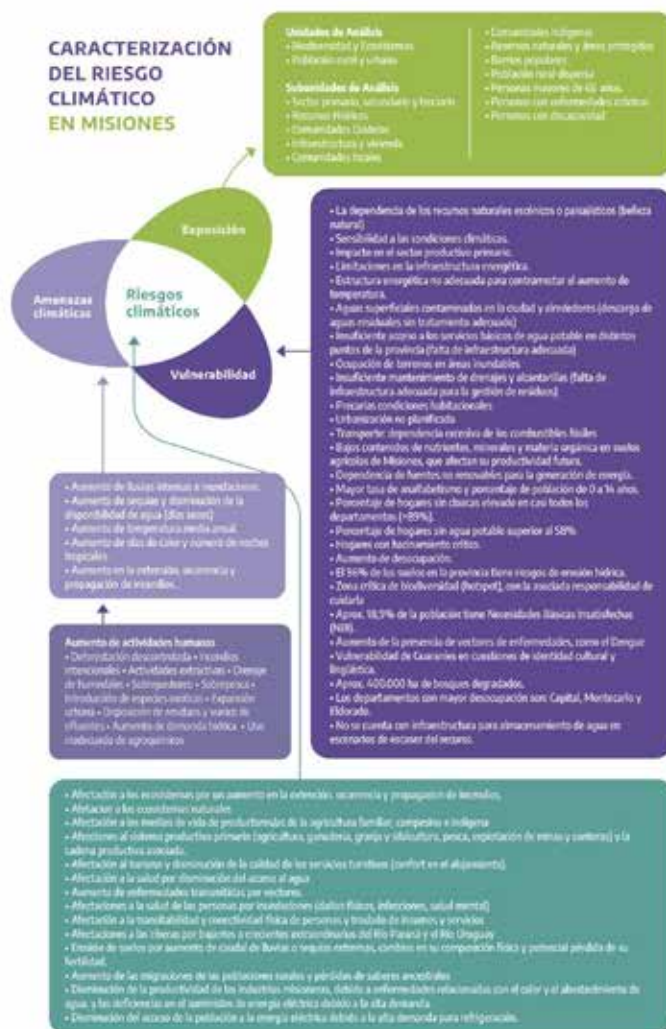 CARACTERIZACIÓN
DEL RIESGO
CLIMÁTICO
EN MISIONES
Unidades de Análisis
• Biodiversidad y Ecosistemas
• Población rural y urbana
Subunidades de Análisis
• Sector primario, secundario y terciario
• Recursos Hídricos
• Comunidades Costeras
• Infraestructura y vivienda
• Comunidades locales
• Comunidades Indígenas
• Reservas naturales y áreas protegidas
• Barrios populares
• Población rural dispersa
• Personas mayores de 60 años.
• Personas con enfermedades crónicas
• Personas con discapacidad
Exposición
Amenazas
climáticas
Riesgos
climáticos
Vulnerabilidad
• La dependencia de los recursos naturales escénicos o paisajísticos (belleza
natural)
• Sensibilidad a las condiciones climáticas.
• Impacto en el sector productivo primario.
• Limitaciones en la infraestructura energética.
• Estructura energética no adecuada para contrarrestar el aumento de
temperatura.
• Aguas superficiales contaminadas en la ciudad y alrededores (descarga de
aguas residuales sin tratamiento adecuado)
• Insuficiente acceso a los servicios básicos de agua potable en distintos
puntos de la provincia (falta de infraestructura adecuada)
• Ocupación de terrenos en áreas inundables.
• Insuficiente mantenimiento de drenajes y alcantarillas (falta de
infraestructura adecuada para la gestión de residuos)
• Precarias condiciones habitacionales
• Urbanización no planificada
• Transporte: dependencia excesiva de los combustibles fósiles
• Bajos contenidos de nutrientes, minerales y materia orgánica en suelos
agrícolas de Misiones, que afectan su productividad futura.
• Dependencia de fuentes no renovables para la generación de energía.
• Mayor tasa de analfabetismo y porcentaje de población de 0 a 14 años.
• Porcentaje de hogares sin cloacas elevado en casi todos los
departamentos (>89%).
• Porcentaje de hogares sin agua potable superior al 58%
• Hogares con hacinamiento crítico.
• Aumento de desocupación.
• El 96% de los suelos en la provincia tiene riesgos de erosión hídrica.
• Zona crítica de biodiversidad (hotspot), con la asociada responsabilidad de
cuidarla
• Aprox. 18,9% de la población tiene Necesidades Básicas Insatisfechas
(NBI).
• Aumento de la presencia de vectores de enfermedades, como el Dengue
• Vulnerabilidad de Guaraníes en cuestiones de identidad cultural y
lingüística.
• Aprox. 400.000 ha de bosques degradados.
• Los departamentos con mayor desocupación son: Capital, Montecarlo y
Eldorado.
• No se cuenta con infraestructura para almacenamiento de agua en
escenarios de escasez del recurso.
• Aumento de lluvias intensas e inundaciones.
• Aumento de sequías y disminución de la
disponibilidad de agua (días secos)
• Aumento de temperatura media anual.
• Aumento de olas de calor y número de noches
tropicales
• Aumento en la extensión, ocurrencia y
propagación de incendios.
Aumento de actividades humanas
• Deforestación descontrolada • Incendios
intencionales • Actividades extractivas • Drenaje
de humedales • Sobrepastoreo • Sobrepesca •
Introducción de especies exóticas • Expansión
urbana • Disposición de residuos y vuelco de
efluentes • Aumento de demanda hídrica. • Uso
inadecuado de agroquímicos
• Afectación a los ecosistemas por un aumento en la extensión, ocurrencia y propagación de incendios.
• Afectación a los ecosistemas naturales
• Afectación a los medios de vida de de la agricultura familiar, campesina e indígena
• Afectaciones al sistema productivo primario (agricultura, ganadería, granja y silvicultura, pesca, explotación de minas y canteras) y la
cadena productiva asociada.
• Afectación al turismo y disminución de la calidad de los servicios turísticos (confort en el alojamiento).
• Afectación a la salud por disminución del acceso al agua
• Aumento de enfermedades transmitidas por vectores.
• Afectaciones a la salud de las personas por inundaciones (daños físicos, infecciones, salud mental)
• Afectación a la transitabilidad y conectividad física de personas y traslado de insumos y servicios
• Afectaciones a las riberas por bajantes o crecientes extraordinarias del Río Paraná y el Río Uruguay
• Erosión de suelos por aumento de caudal de lluvias o sequías extremas, cambios en su composición física y potencial pérdida de su
fertilidad.
• Aumento de las migraciones de las poblaciones rurales y pérdidas de saberes ancestrales
• Disminución de la productividad de las industrias misioneras, debido a enfermedades relacionadas con el calor y el abastecimiento de
agua, y las deficiencias en el suministro de energía eléctrica debido a la alta demanda
• Disminución del acceso de la población a la energía eléctrica debido a la alta demanda para refrigeración.